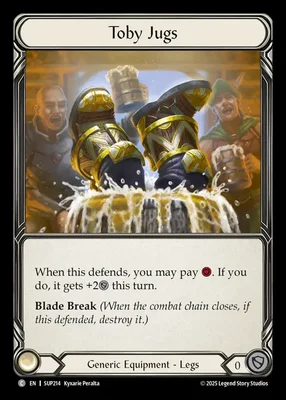 Toby Jugs
When this defends, you may pay . If you
do, it gets +2 this turn.
Blade Break (When the combat chain closes, if
this defended, destroy it.)
0
Generic Equipment - Legs
C EN | SUP214 Kyxarie Peralta
© 2025 Legend Story Studios